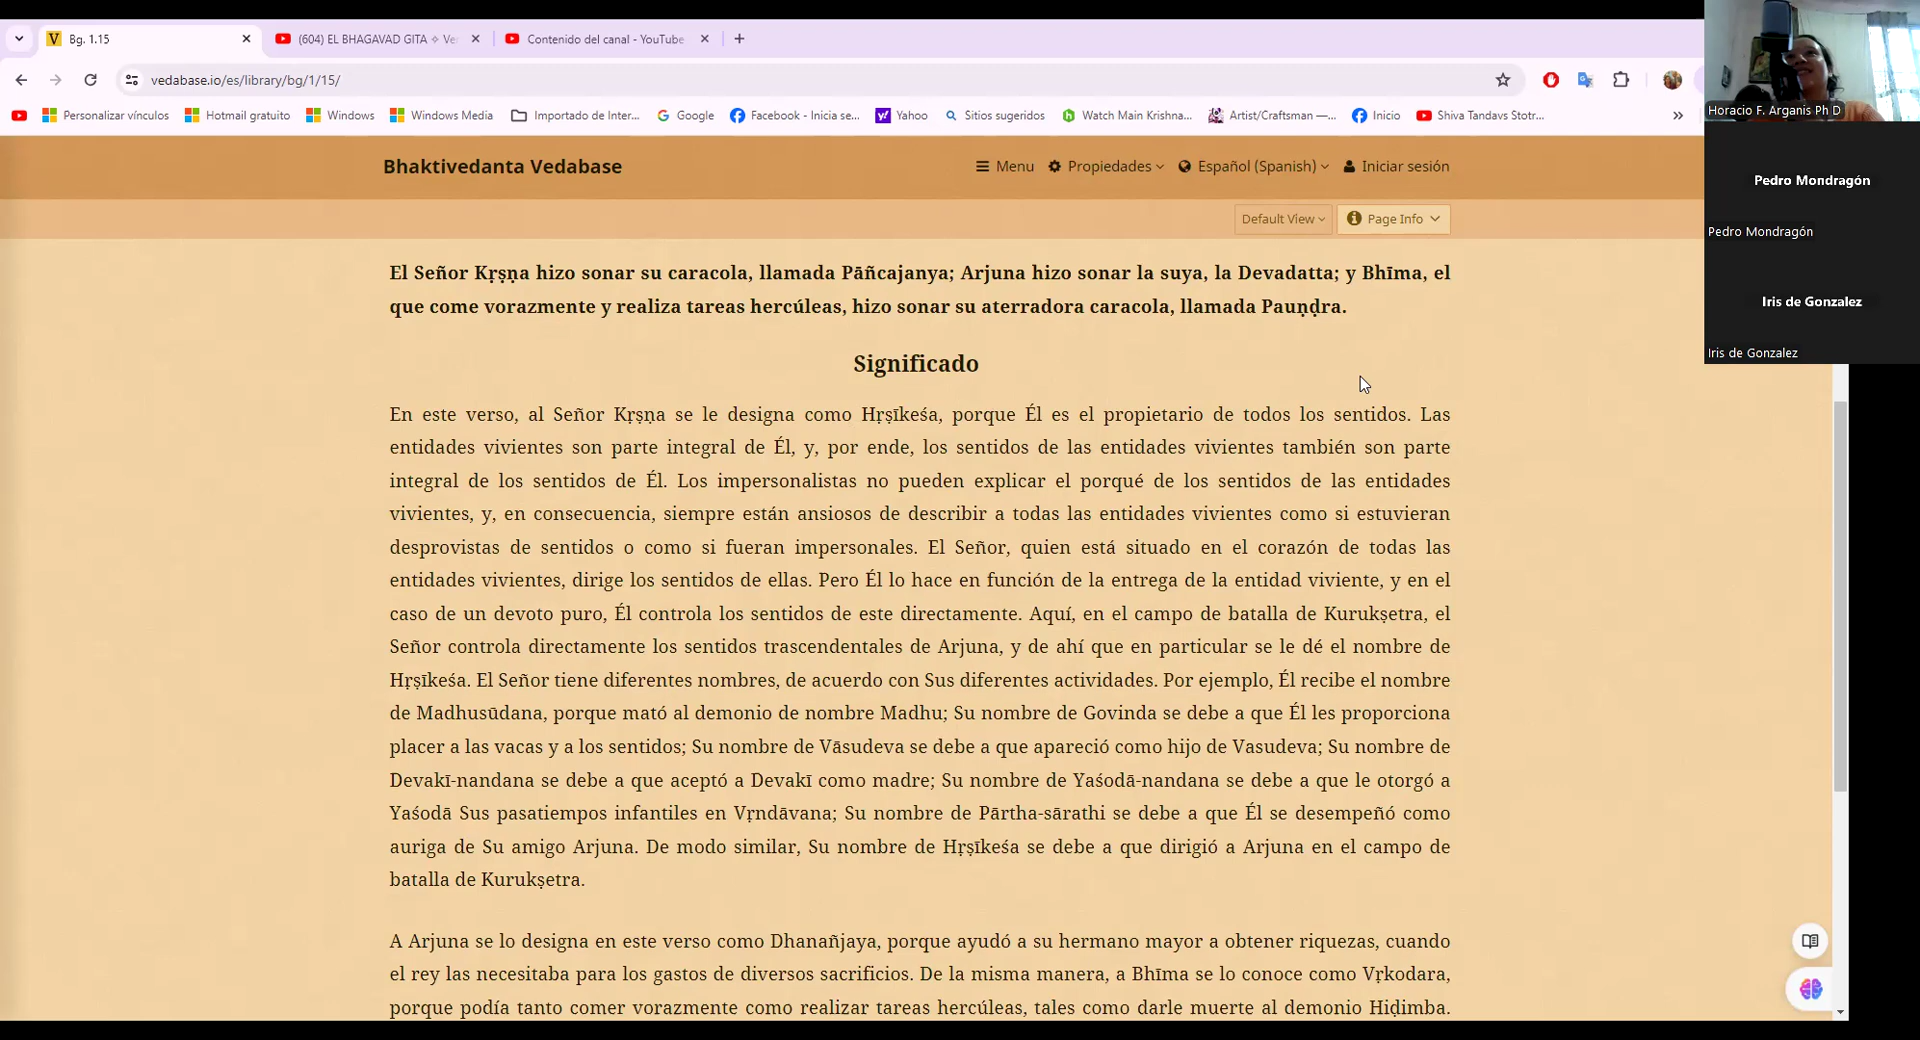 Bg. 1.15
(604) EL BHAGAVAD GITA ✧ Ve
Contenido del canal - YouTube
vedabase.io/es/library/bg/1/15/
Personalizar vínculos
Hotmail gratuito
Windows
Windows Media
Importado de Inter...
Google
Facebook - Inicia se...
Yahoo
Sitios sugeridos
Watch Main Krishna...
Artist/Craftsman —...
Inicio
Shiva Tandavs Stotr...
Horacio F. Arganis Ph D
Pedro Mondragón
Pedro Mondragón
Iris de Gonzalez
Iris de Gonzalez
Bhaktivedanta Vedabase
Menu
Propiedades
Español (Spanish)
Iniciar sesión
Default View
Page Info
El Señor Kṛṣṇa hizo sonar su caracola, llamada Pāñcajanya; Arjuna hizo sonar la suya, la Devadatta; y Bhīma, el
que come vorazmente y realiza tareas hercúleas, hizo sonar su aterradora caracola, llamada Pauṇḍra.
Significado
En este verso, al Señor Kṛṣṇa se le designa como Hṛṣīkeśa, porque Él es el propietario de todos los sentidos. Las
entidades vivientes son parte integral de Él, y, por ende, los sentidos de las entidades vivientes también son parte
integral de los sentidos de Él. Los impersonalistas no pueden explicar el porqué de los sentidos de las entidades
vivientes, y, en consecuencia, siempre están ansiosos de describir a todas las entidades vivientes como si estuvieran
desprovistas de sentidos o como si fueran impersonales. El Señor, quien está situado en el corazón de todas las
entidades vivientes, dirige los sentidos de ellas. Pero Él lo hace en función de la entrega de la entidad viviente, y en el
caso de un devoto puro, Él controla los sentidos de este directamente. Aquí, en el campo de batalla de Kurukṣetra, el
Señor controla directamente los sentidos trascendentales de Arjuna, y de ahí que en particular se le dé el nombre de
Hṛṣīkeśa. El Señor tiene diferentes nombres, de acuerdo con Sus diferentes actividades. Por ejemplo, Él recibe el nombre
de Madhusūdana, porque mató al demonio de nombre Madhu; Su nombre de Govinda se debe a que Él les proporciona
placer a las vacas y a los sentidos; Su nombre de Vāsudeva se debe a que apareció como hijo de Vasudeva; Su nombre de
Devakī-nandana se debe a que aceptó a Devakī como madre; Su nombre de Yaśodā-nandana se debe a que le otorgó a
Yaśodā Sus pasatiempos infantiles en Vṛndāvana; Su nombre de Pārtha-sārathi se debe a que Él se desempeñó como
auriga de Su amigo Arjuna. De modo similar, Su nombre de Hṛṣīkeśa se debe a que dirigió a Arjuna en el campo de
batalla de Kurukṣetra.
A Arjuna se lo designa en este verso como Dhanañjaya, porque ayudó a su hermano mayor a obtener riquezas, cuando
el rey las necesitaba para los gastos de diversos sacrificios. De la misma manera, a Bhīma se lo conoce como Vṛkodara,
porque podía tanto comer vorazmente como realizar tareas hercúleas, tales como darle muerte al demonio Hiḍimba.